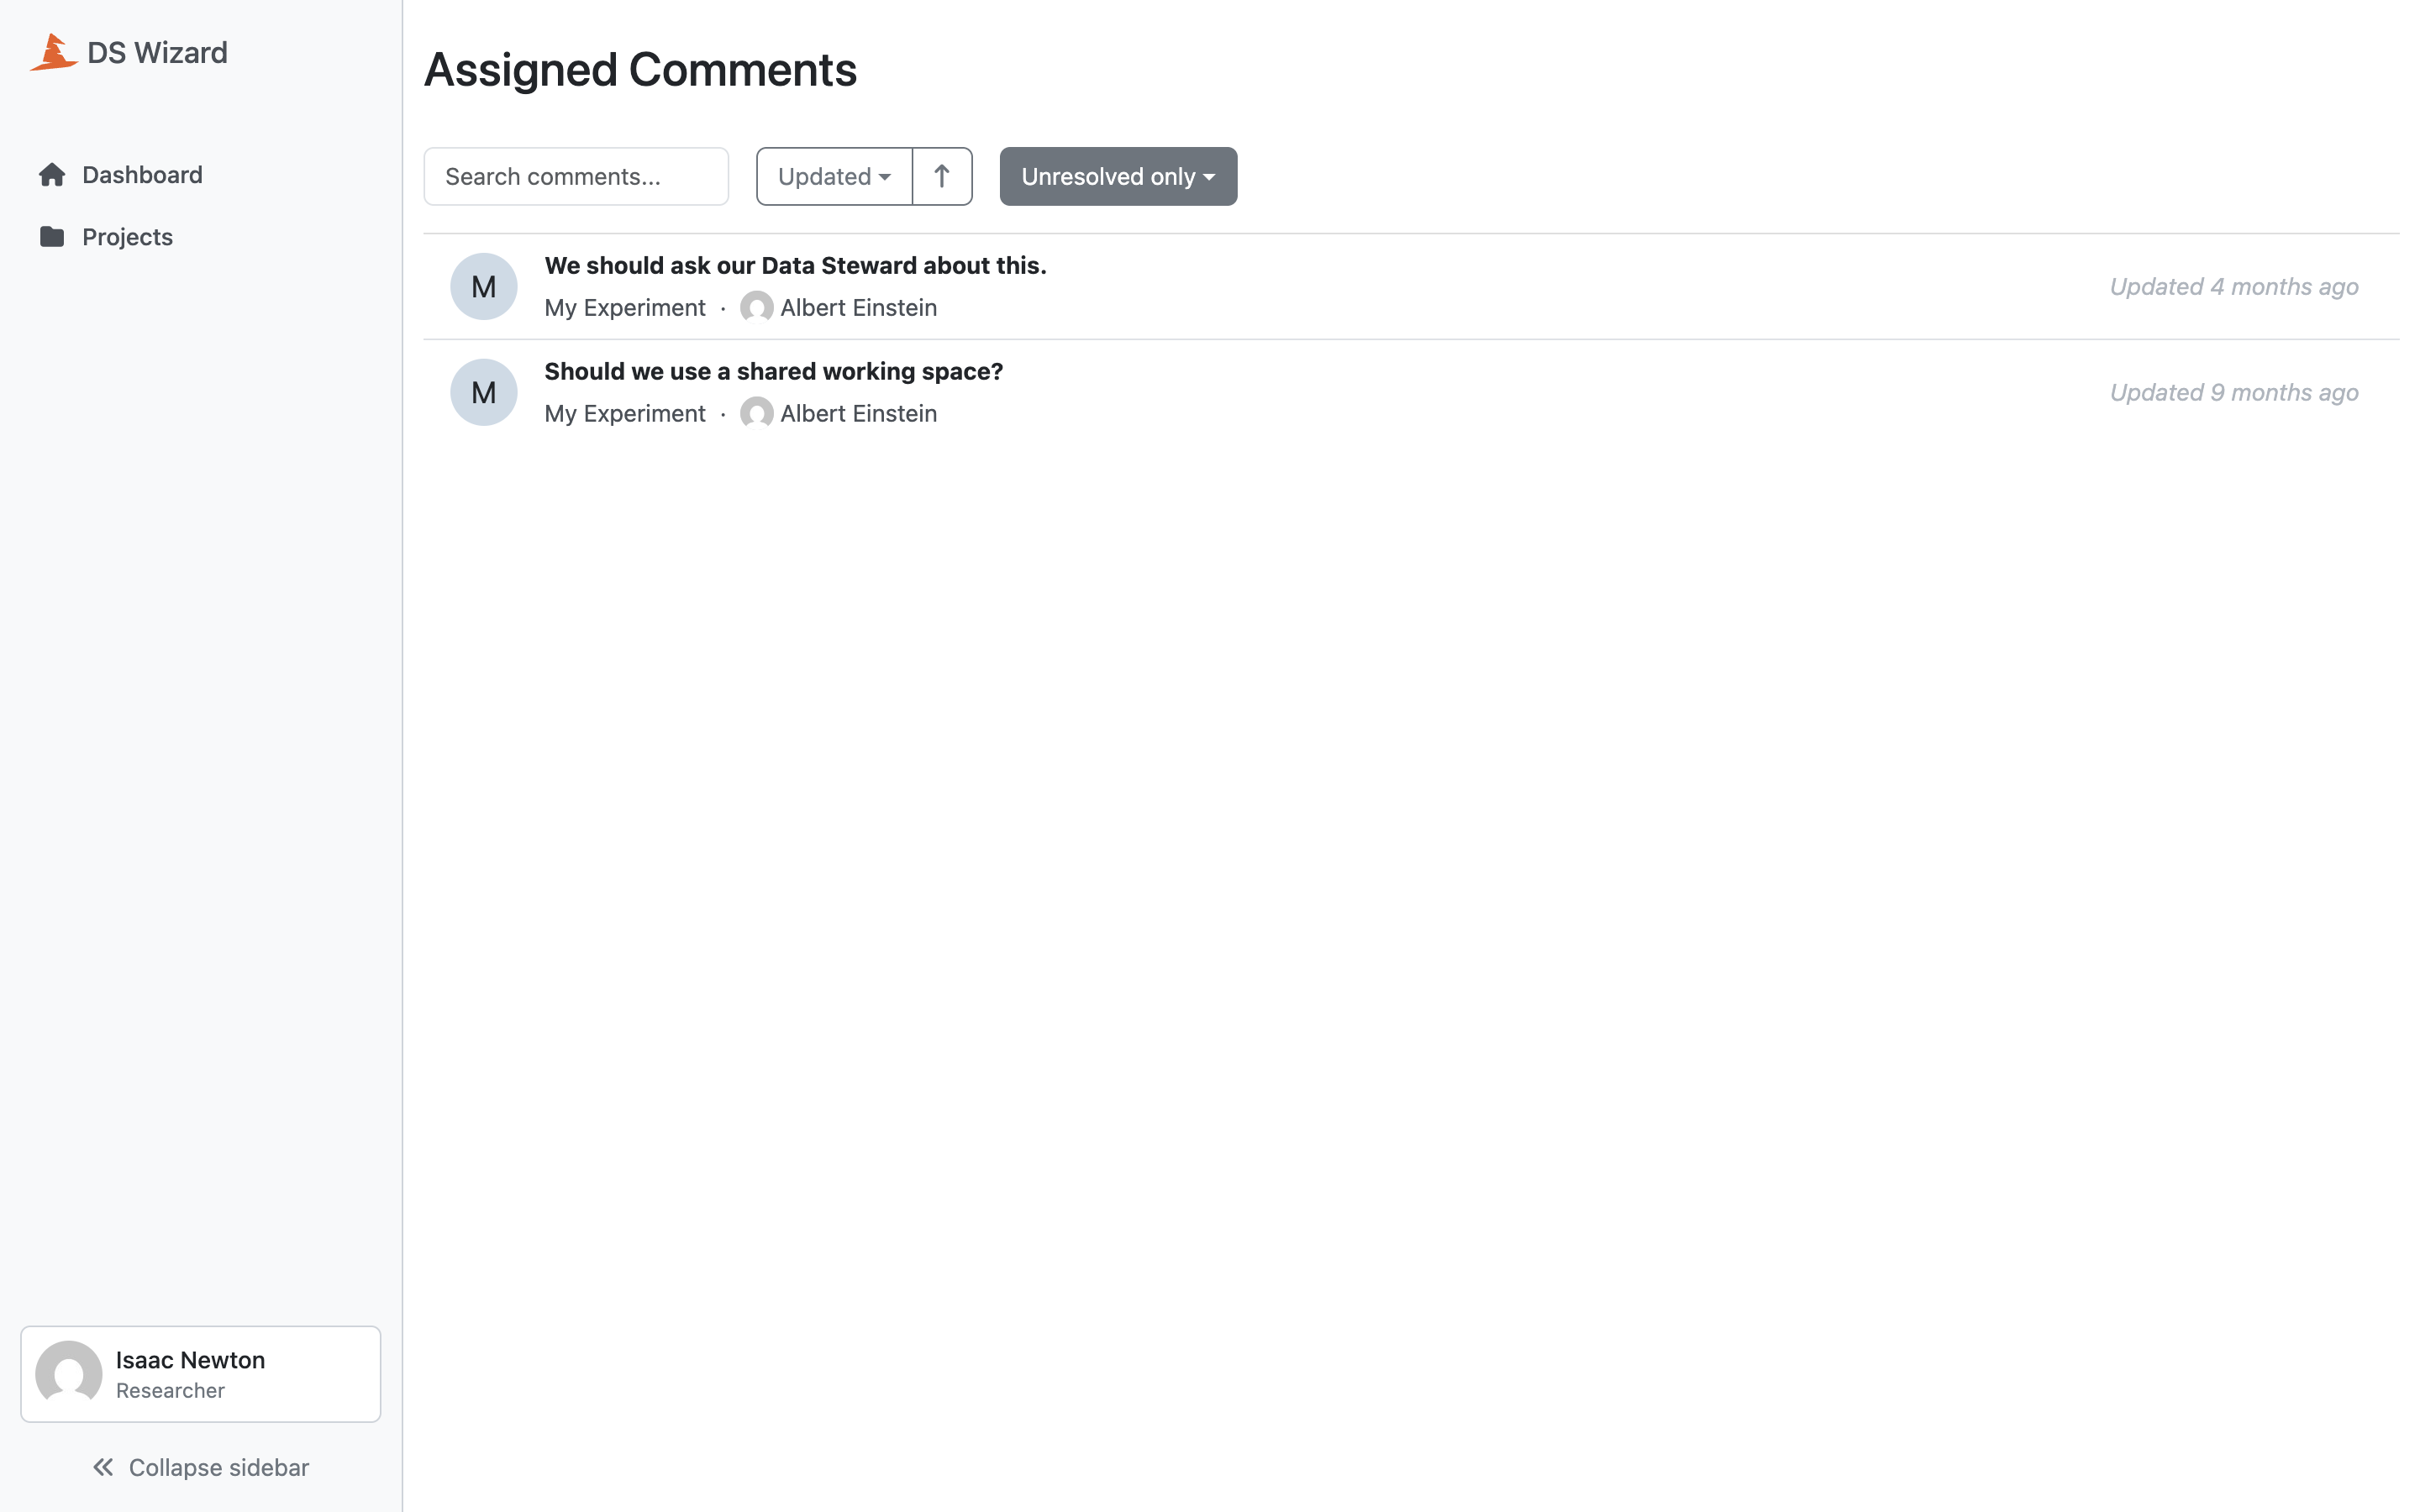 DS Wizard
Dashboard
Projects
Assigned Comments
Search comments...
Updated
Unresolved only
M
We should ask our Data Steward about this.
My Experiment · Albert Einstein
Updated 4 months ago
M
Should we use a shared working space?
My Experiment · Albert Einstein
Updated 9 months ago
Isaac Newton
Researcher
Collapse sidebar